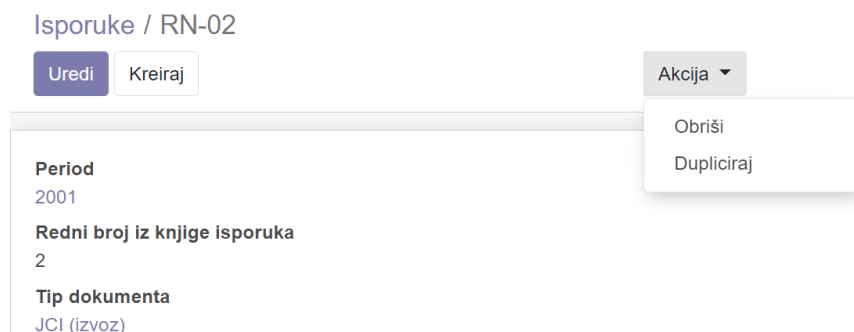 Isporuke / RN-02
Uredi Kreiraj Akcija
Obriši
Dupliciraj
Period
2001
Redni broj iz knjige isporuka
2
Tip dokumenta
JCI (izvoz)